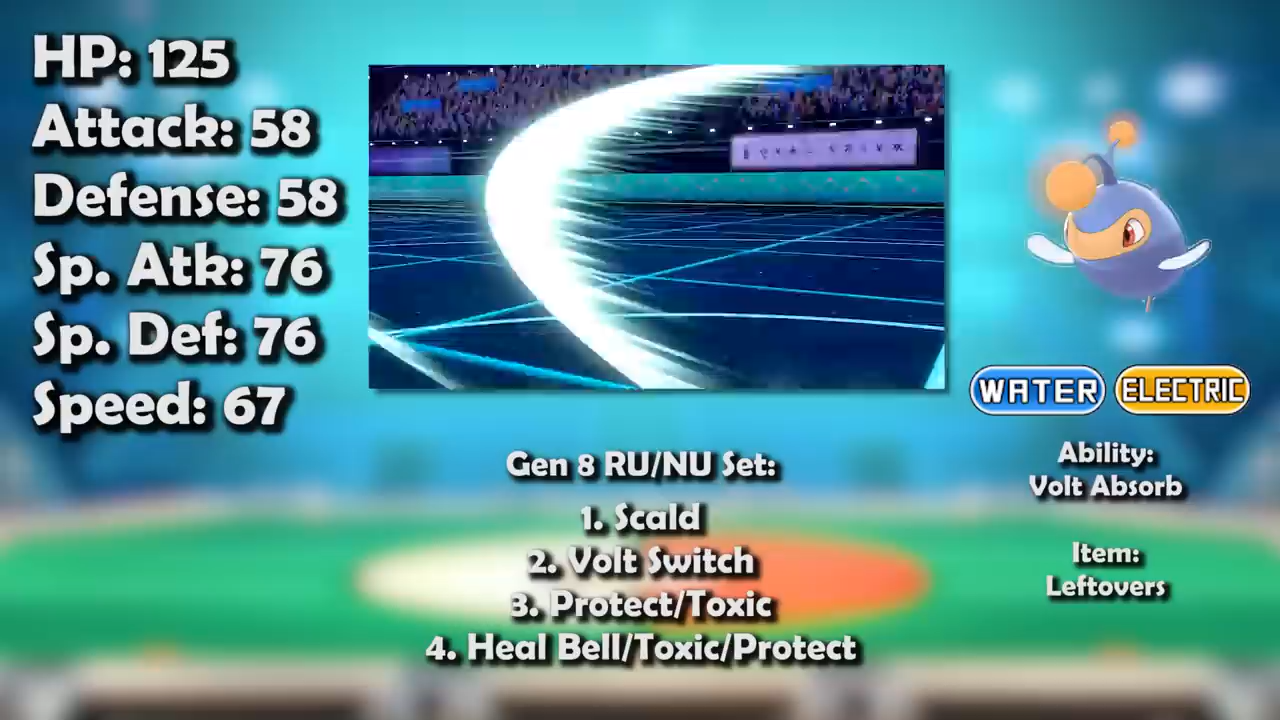 HP: 125
Attack: 58
Defense: 58
Sp. Atk: 76
Sp. Def: 76
Speed: 67
WATER ELECTRIC
Ability:
Volt Absorb
Item:
Leftovers
Gen 8 RU/NU Set:
1. Scald
2. Volt Switch
3. Protect/Toxic
4. Heal Bell/Toxic/Protect